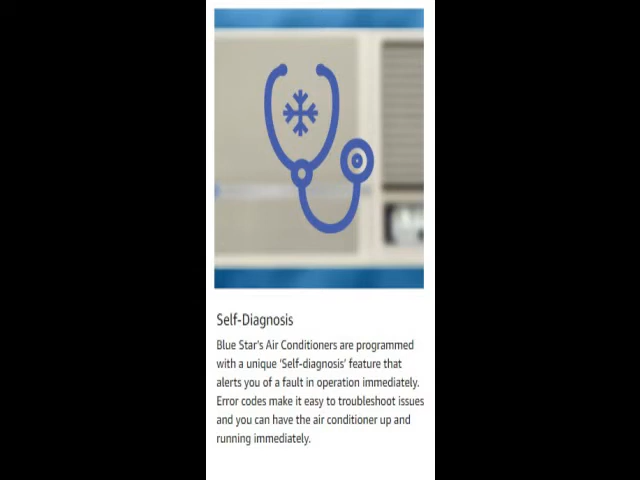 Self-Diagnosis
Blue Star's Air Conditioners are programmed
with a unique 'Self-diagnosis' feature that
alerts you of a fault in operation immediately.
Error codes make it easy to troubleshoot issues
and you can have the air conditioner up and
running immediately.